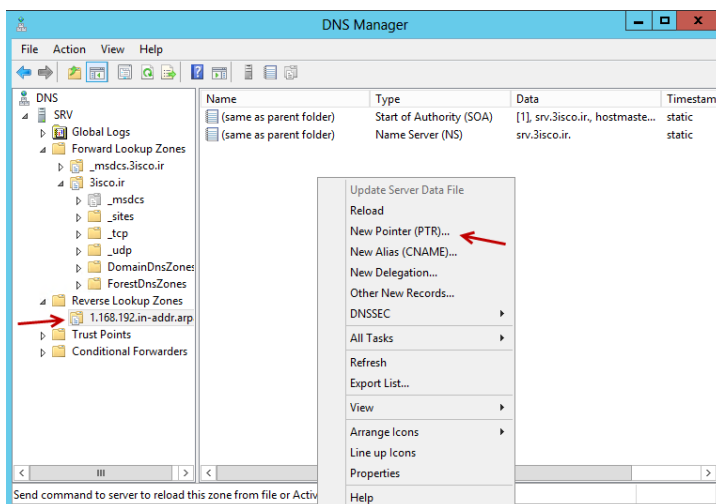 DNS Manager
File Action View Help
DNS
SRV
Global Logs
Forward Lookup Zones
_msdcs.3isco.ir
3isco.ir
_msdcs
_sites
_tcp
_udp
DomainDnsZones
ForestDnsZones
Reverse Lookup Zones
1.168.192.in-addr.arp
Trust Points
Conditional Forwarders
Name Type Data Timestam
(same as parent folder) Start of Authority (SOA) [1], srv.3isco.ir., hostmaste... static
(same as parent folder) Name Server (NS) srv.3isco.ir. static
Update Server Data File
Reload
New Pointer (PTR)...
New Alias (CNAME)...
New Delegation...
Other New Records...
DNSSEC
All Tasks
Refresh
Export List...
View
Arrange Icons
Line up Icons
Properties
Help
Send command to server to reload this zone from file or Activ